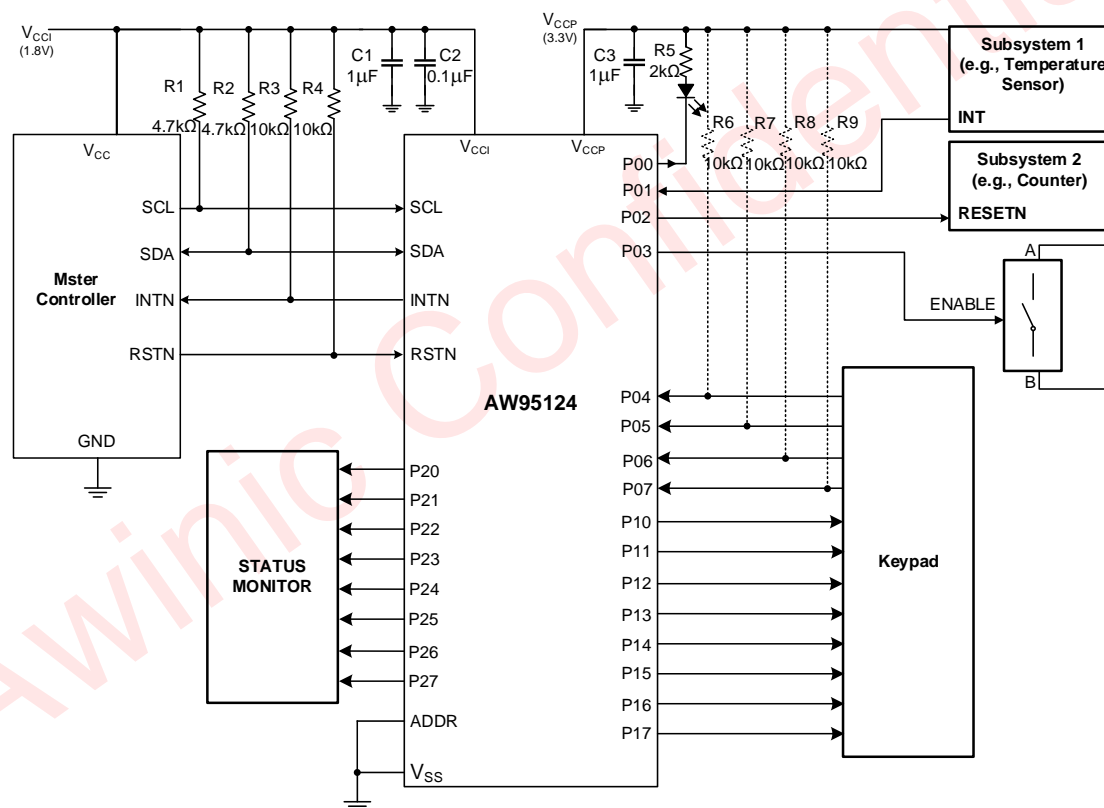 VCCI
(1.8V)
VCCP
(3.3V)
R1
4.7kΩ
R2
4.7kΩ
R3
10kΩ
R4
10kΩ
C1
1μF
C2
0.1μF
C3
1μF
R5
2kΩ
R6
10kΩ
R7
10kΩ
R8
10kΩ
R9
10kΩ
Subsystem 1
(e.g., Temperature
Sensor)
INT
Subsystem 2
(e.g., Counter)
RESETN
A
ENABLE
B
VCC
SCL
SDA
INTN
RSTN
Mster
Controller
GND
VCCI
VCCP
SCL
SDA
INTN
RSTN
AW95124
P00
P01
P02
P03
P04
P05
P06
P07
P10
P11
P12
P13
P14
P15
P16
P17
Keypad
STATUS
MONITOR
P20
P21
P22
P23
P24
P25
P26
P27
ADDR
VSS
Awinic Confidential